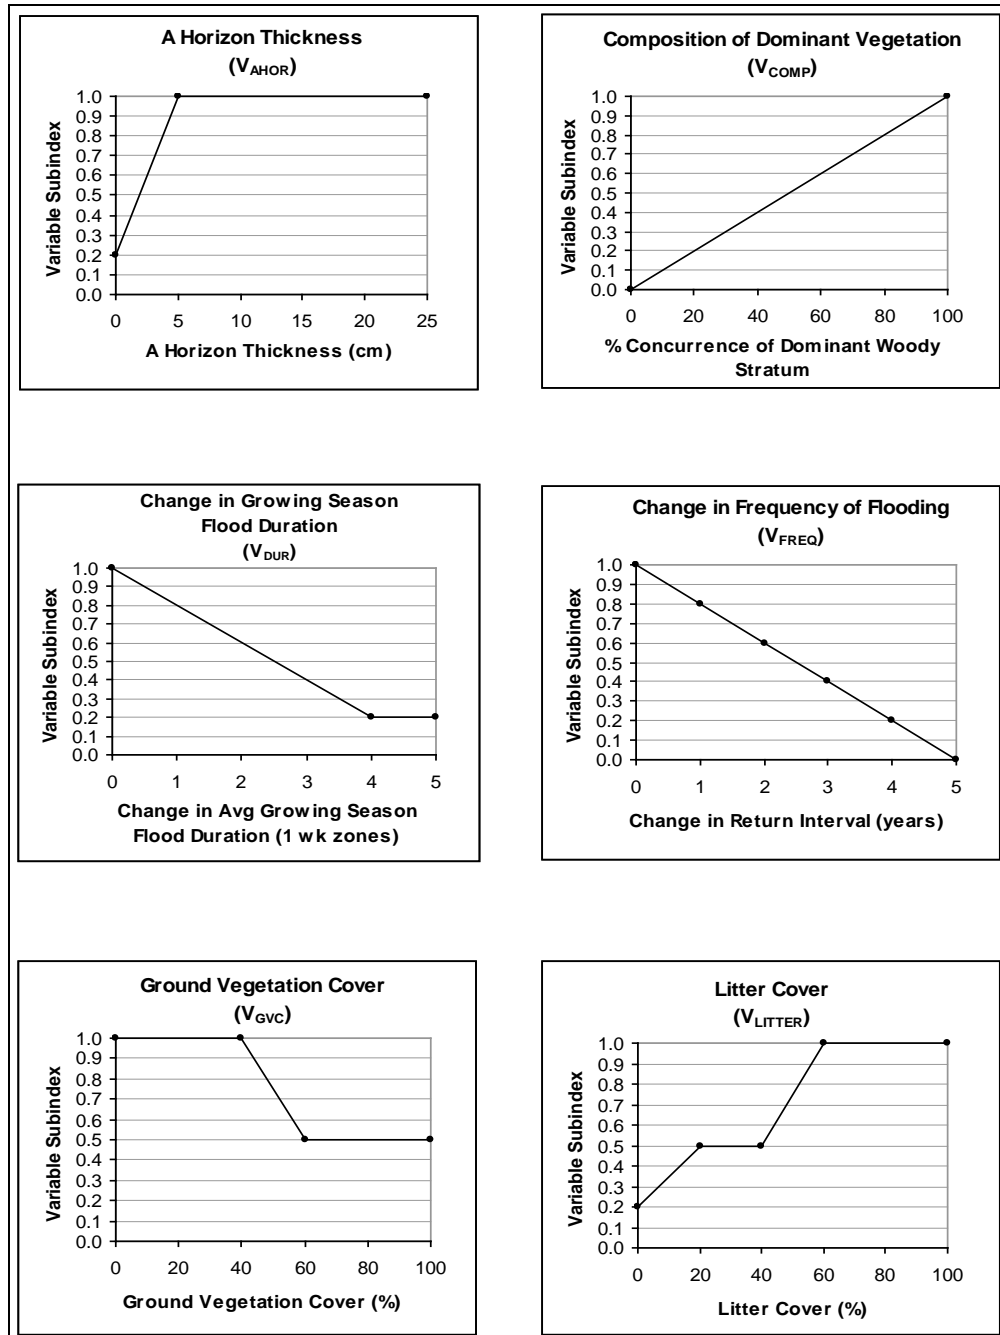 A Horizon Thickness
(VAHOR)
Variable Subindex
1.0
0.9
0.8
0.7
0.6
0.5
0.4
0.3
0.2
0.1
0.0
0 5 10 15 20 25
A Horizon Thickness (cm)
Composition of Dominant Vegetation
(VCOMP)
Variable Subindex
1.0
0.9
0.8
0.7
0.6
0.5
0.4
0.3
0.2
0.1
0.0
0 20 40 60 80 100
% Concurrence of Dominant Woody
Stratum
Change in Growing Season
Flood Duration
(VDUR)
Variable Subindex
1.0
0.9
0.8
0.7
0.6
0.5
0.4
0.3
0.2
0.1
0.0
0 1 2 3 4 5
Change in Avg Growing Season
Flood Duration (1 wk zones)
Change in Frequency of Flooding
(VFREQ)
Variable Subindex
1.0
0.9
0.8
0.7
0.6
0.5
0.4
0.3
0.2
0.1
0.0
0 1 2 3 4 5
Change in Return Interval (years)
Ground Vegetation Cover
(VGVC)
Variable Subindex
1.0
0.9
0.8
0.7
0.6
0.5
0.4
0.3
0.2
0.1
0.0
0 20 40 60 80 100
Ground Vegetation Cover (%)
Litter Cover
(VLITTER)
Variable Subindex
1.0
0.9
0.8
0.7
0.6
0.5
0.4
0.3
0.2
0.1
0.0
0 20 40 60 80 100
Litter Cover (%)